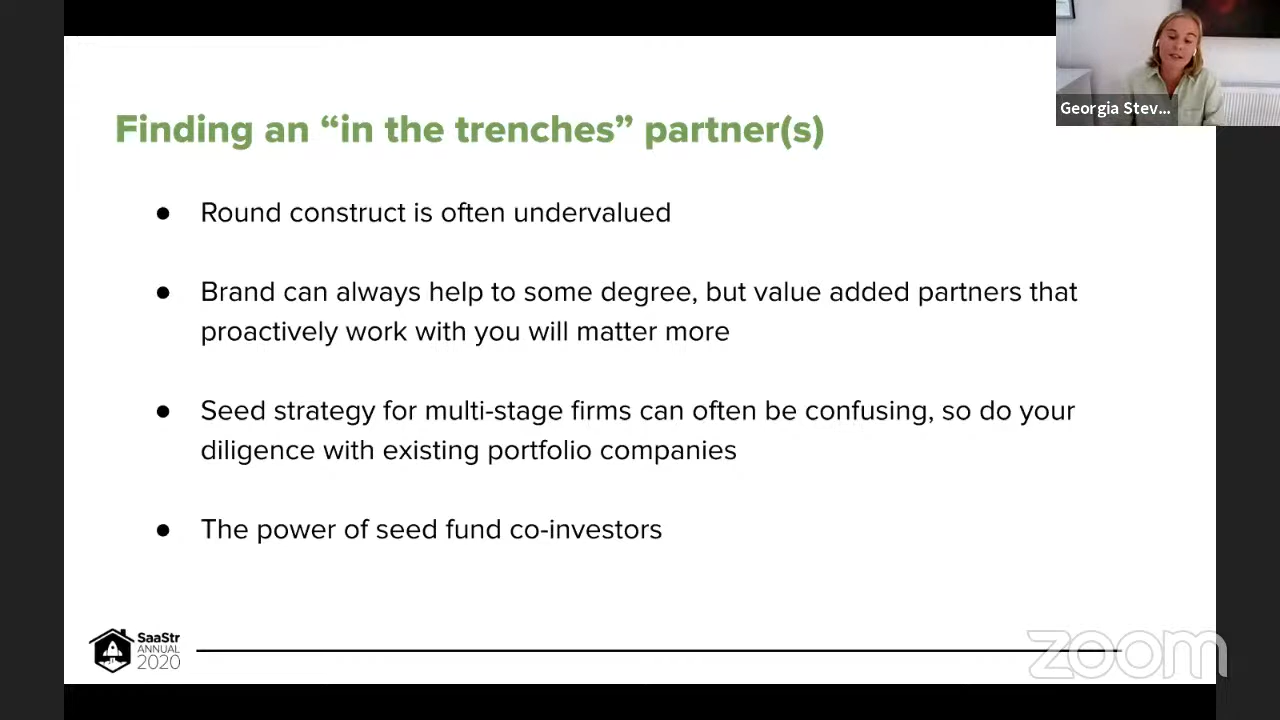 Georgia Stev...
Finding an “in the trenches” partner(s)
● Round construct is often undervalued
● Brand can always help to some degree, but value added partners that
proactively work with you will matter more
● Seed strategy for multi-stage firms can often be confusing, so do your
diligence with existing portfolio companies
● The power of seed fund co-investors
SaaStr
ANNUAL
2020
zoom